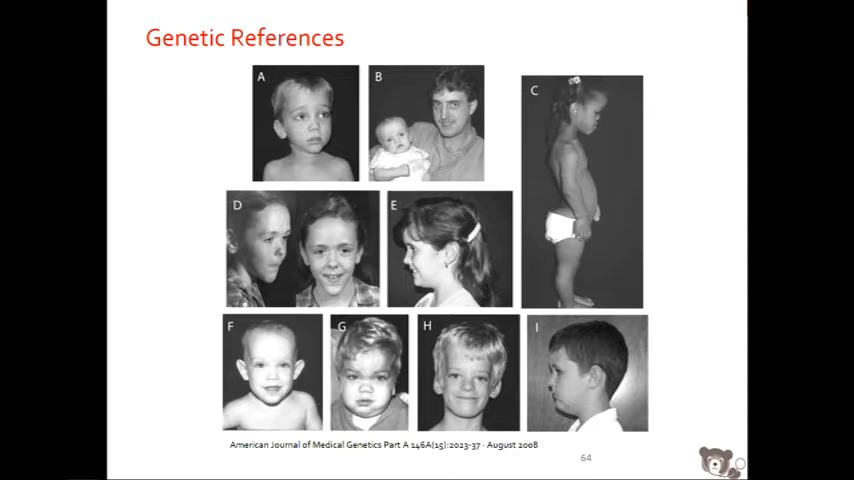 Genetic References
A
B
C
D
E
F
G
H
I
American Journal of Medical Genetics Part A 146A(15):2023-37 · August 2008
64